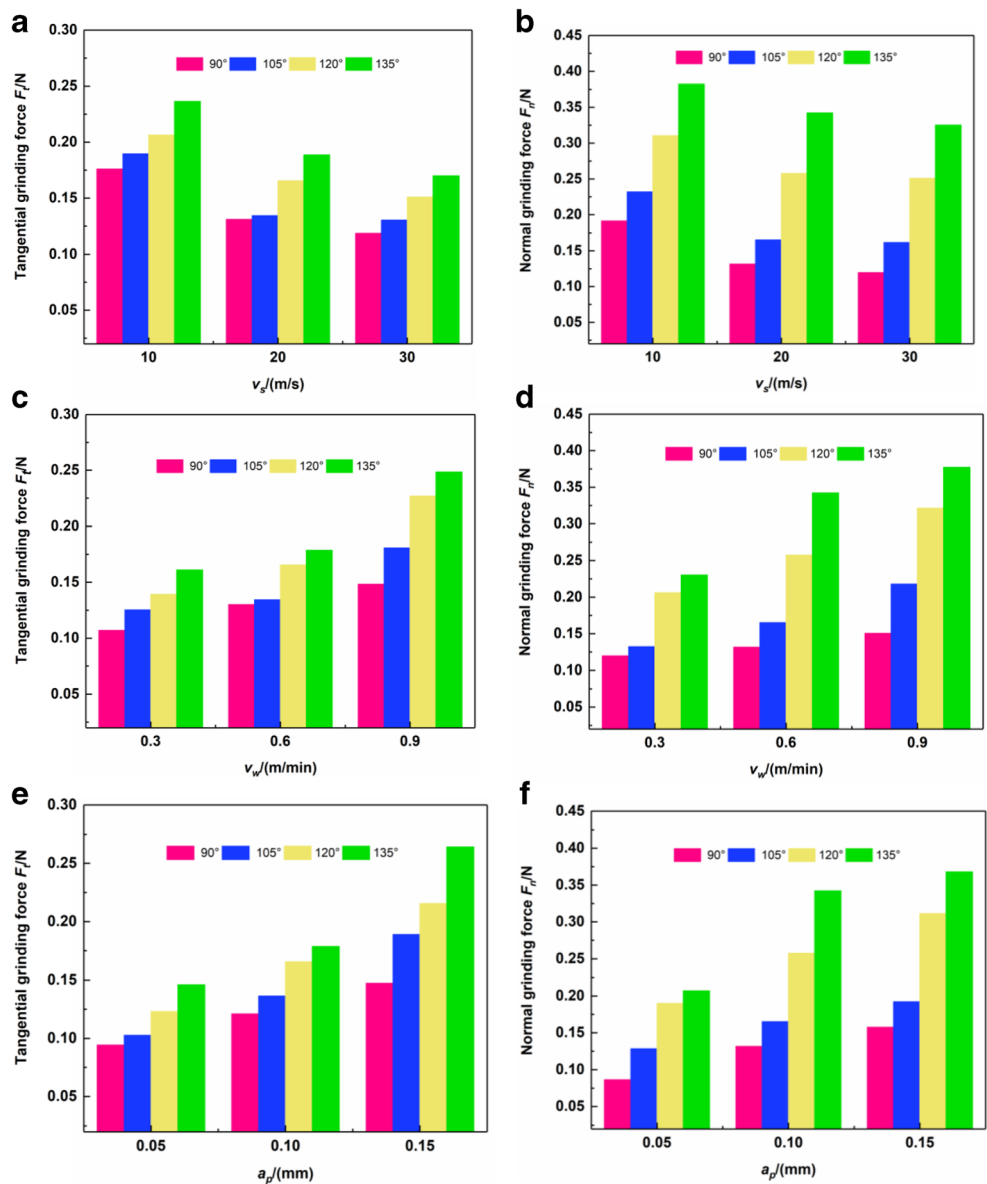 a
Tangential grinding force Ft/N
0.30
0.25
0.20
0.15
0.10
0.05
90° 105° 120° 135°
10 20 30
vs/(m/s)
b
Normal grinding force Fn/N
0.45
0.40
0.35
0.30
0.25
0.20
0.15
0.10
0.05
90° 105° 120° 135°
10 20 30
vs/(m/s)
c
Tangential grinding force Ft/N
0.30
0.25
0.20
0.15
0.10
0.05
90° 105° 120° 135°
0.3 0.6 0.9
vw/(m/min)
d
Normal grinding force Fn/N
0.45
0.40
0.35
0.30
0.25
0.20
0.15
0.10
0.05
90° 105° 120° 135°
0.3 0.6 0.9
vw/(m/min)
e
Tangential grinding force Ft/N
0.30
0.25
0.20
0.15
0.10
0.05
90° 105° 120° 135°
0.05 0.10 0.15
ap/(mm)
f
Normal grinding force Fn/N
0.45
0.40
0.35
0.30
0.25
0.20
0.15
0.10
0.05
90° 105° 120° 135°
0.05 0.10 0.15
ap/(mm)